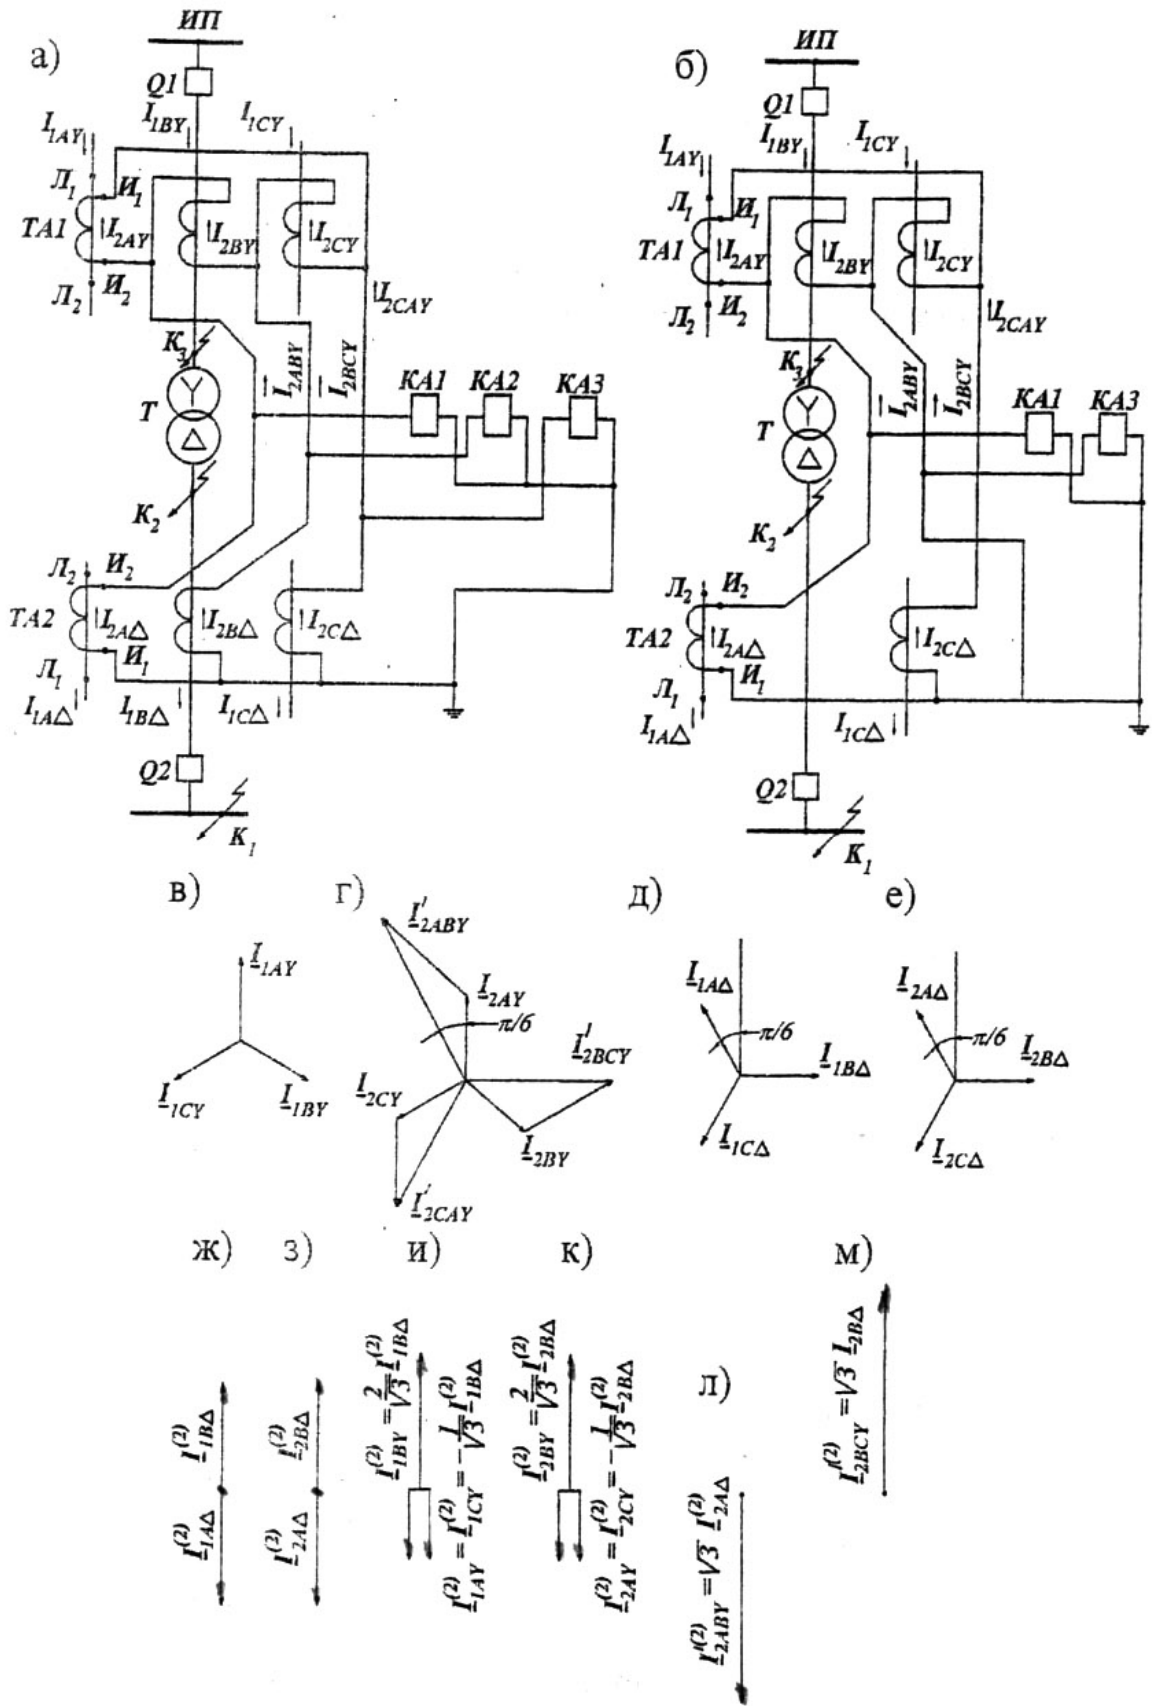 а)
ИП
Q1
I1AY
I1BY
I1CY
Л1
И1
TA1
I2AY
I2BY
I2CY
И2
Л2
I2CAY
K3
I2ABY
I2BCY
KA1
KA2
KA3
T
K2
Л2
И2
TA2
I2AΔ
I2BΔ
I2CΔ
Л1
И1
I1AΔ
I1BΔ
I1CΔ
Q2
K1
б)
ИП
Q1
I1AY
I1BY
I1CY
Л1
И1
TA1
I2AY
I2BY
I2CY
И2
Л2
I2CAY
K3
I2ABY
I2BCY
KA1
KA3
T
K2
Л2
И2
TA2
I2AΔ
I2CΔ
Л1
И1
I1AΔ
I1CΔ
Q2
K1
в)
I1AY
I1CY
I1BY
г)
I'2ABY
I2AY
π/6
I'2BCY
I2CY
I2BY
I'2CAY
д)
I1AΔ
π/6
I1BΔ
I1CΔ
е)
I2AΔ
π/6
I2BΔ
I2CΔ
ж)
I(2)1BΔ
I(2)1AΔ
з)
I(2)2BΔ
I(2)2AΔ
и)
I(2)1BY = 2/√3 I(2)1BΔ
I(2)1AY = I(2)1CY = -1/√3 I(2)1BΔ
к)
I(2)2BY = 2/√3 I(2)2BΔ
I(2)2AY = I(2)2CY = -1/√3 I(2)2BΔ
л)
I'(2)2ABY = √3 I(2)2AΔ
м)
I'(2)2BCY = √3 I2BΔ